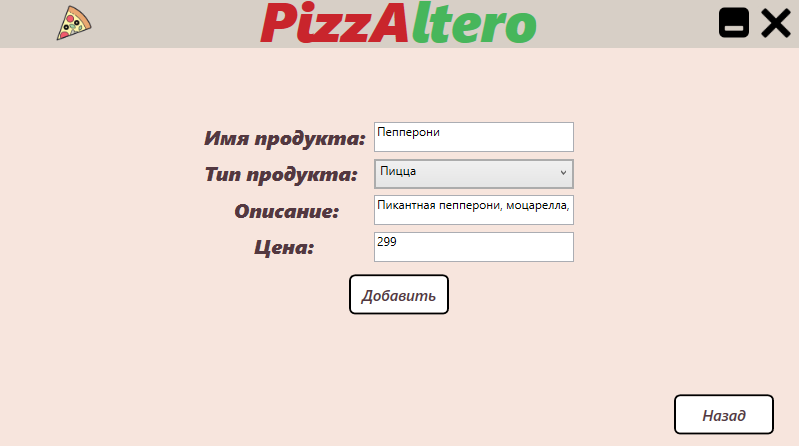 PizzAltero
Имя продукта: Пепперони
Тип продукта: Пицца
Описание: Пикантная пепперони, моцарелла,
Цена: 299
Добавить
Назад